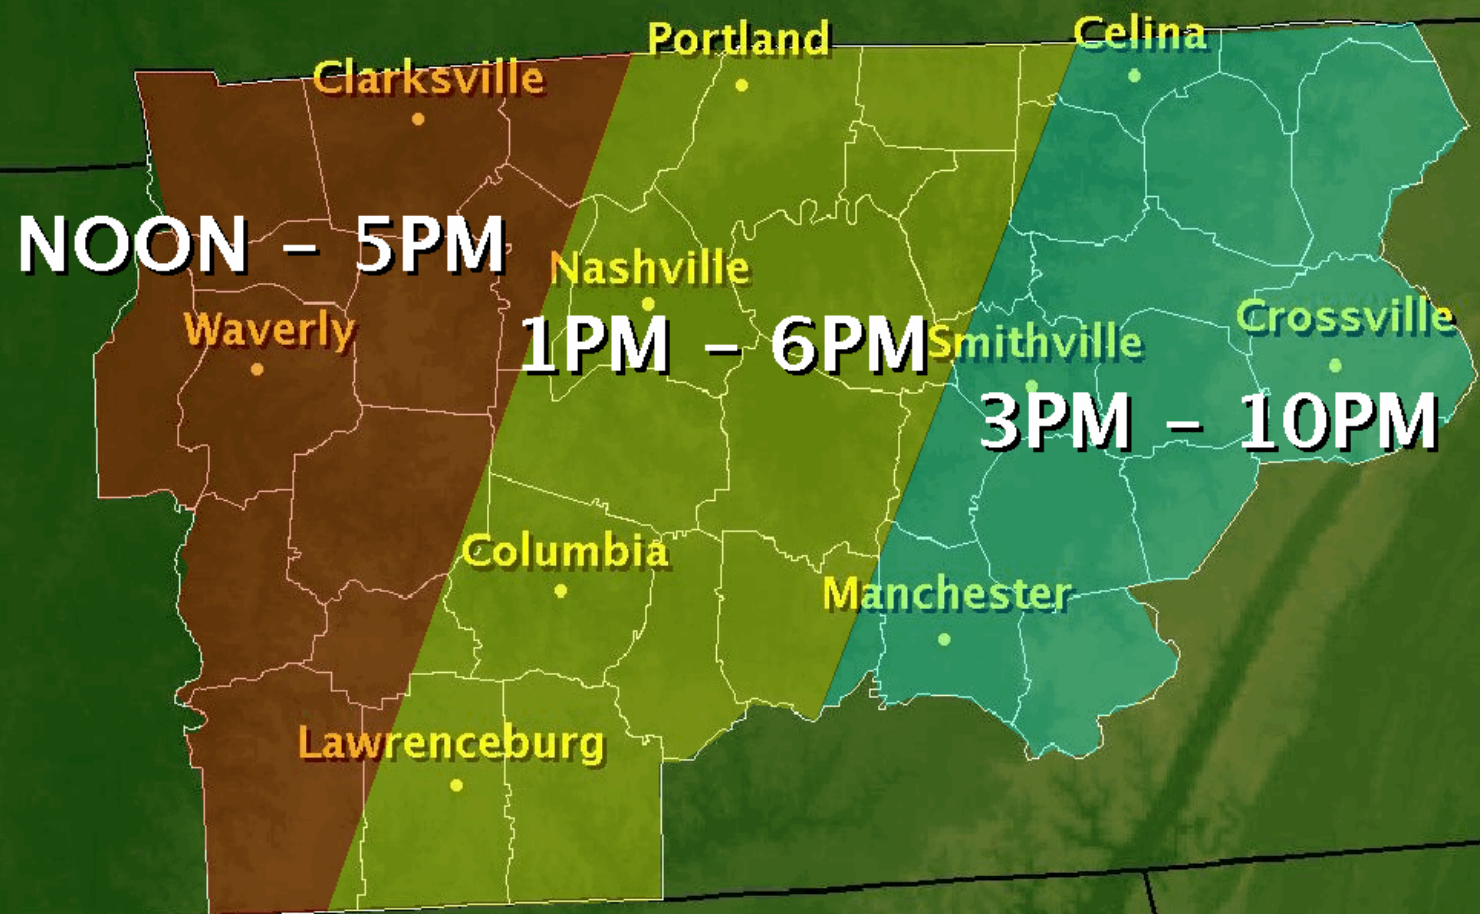 Portland
Celina
Clarksville
NOON – 5PM
Nashville
Waverly
1PM – 6PM
Smithville
Crossville
3PM – 10PM
Columbia
Manchester
Lawrenceburg